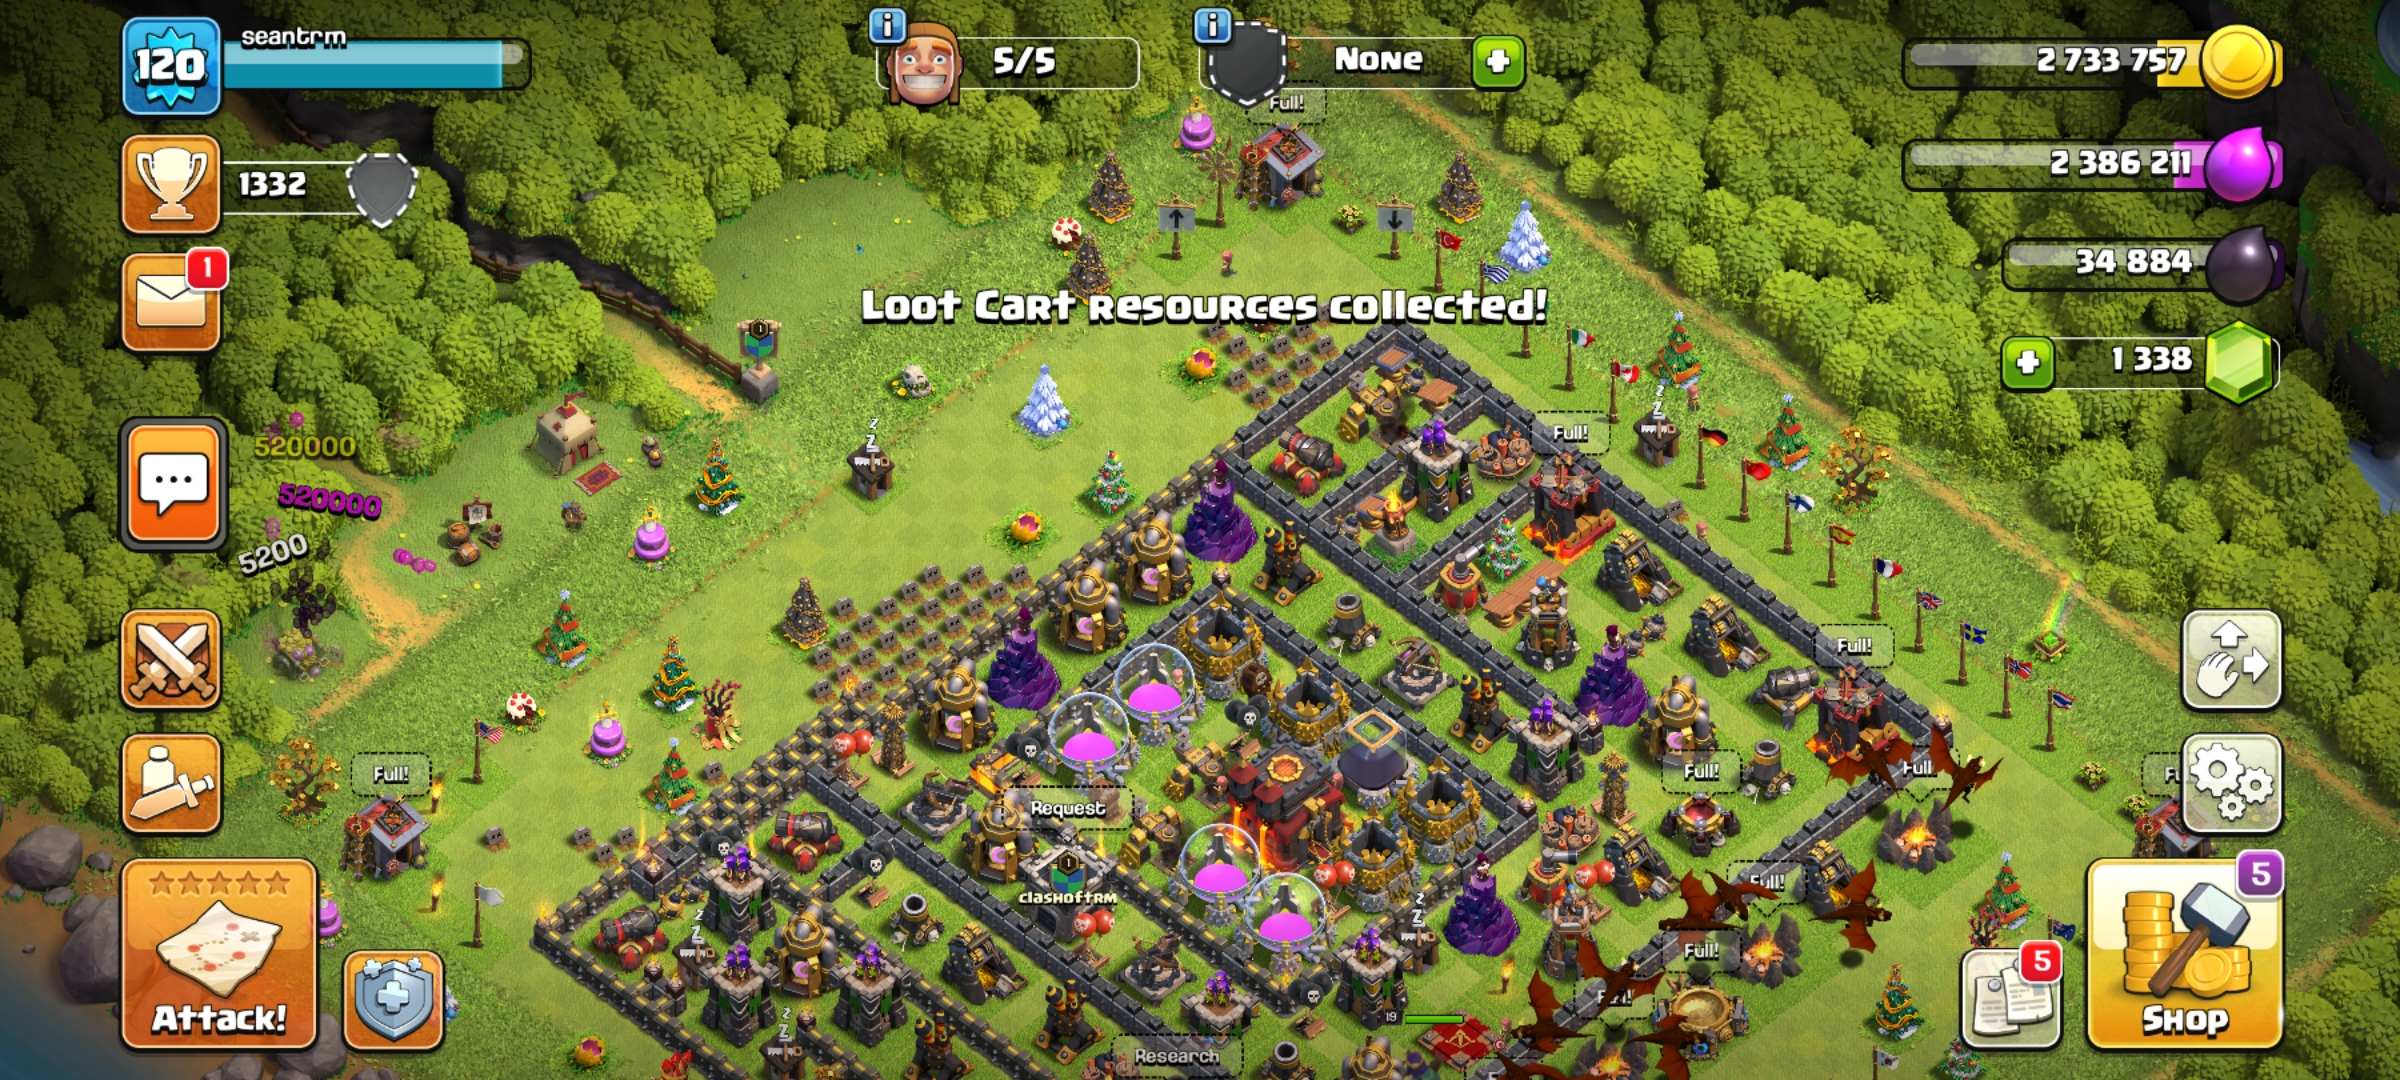 120
seantrm
5/5
None
2 733 757
Full!
1332
2 386 211
1
34 884
Loot Cart resources collected!
1 338
520000
Full!
520000
5200
Full!
Full!
Full!
Full
Request
Full!
clashoftrm
5
Full!
5
19
Attack!
Shop
Research